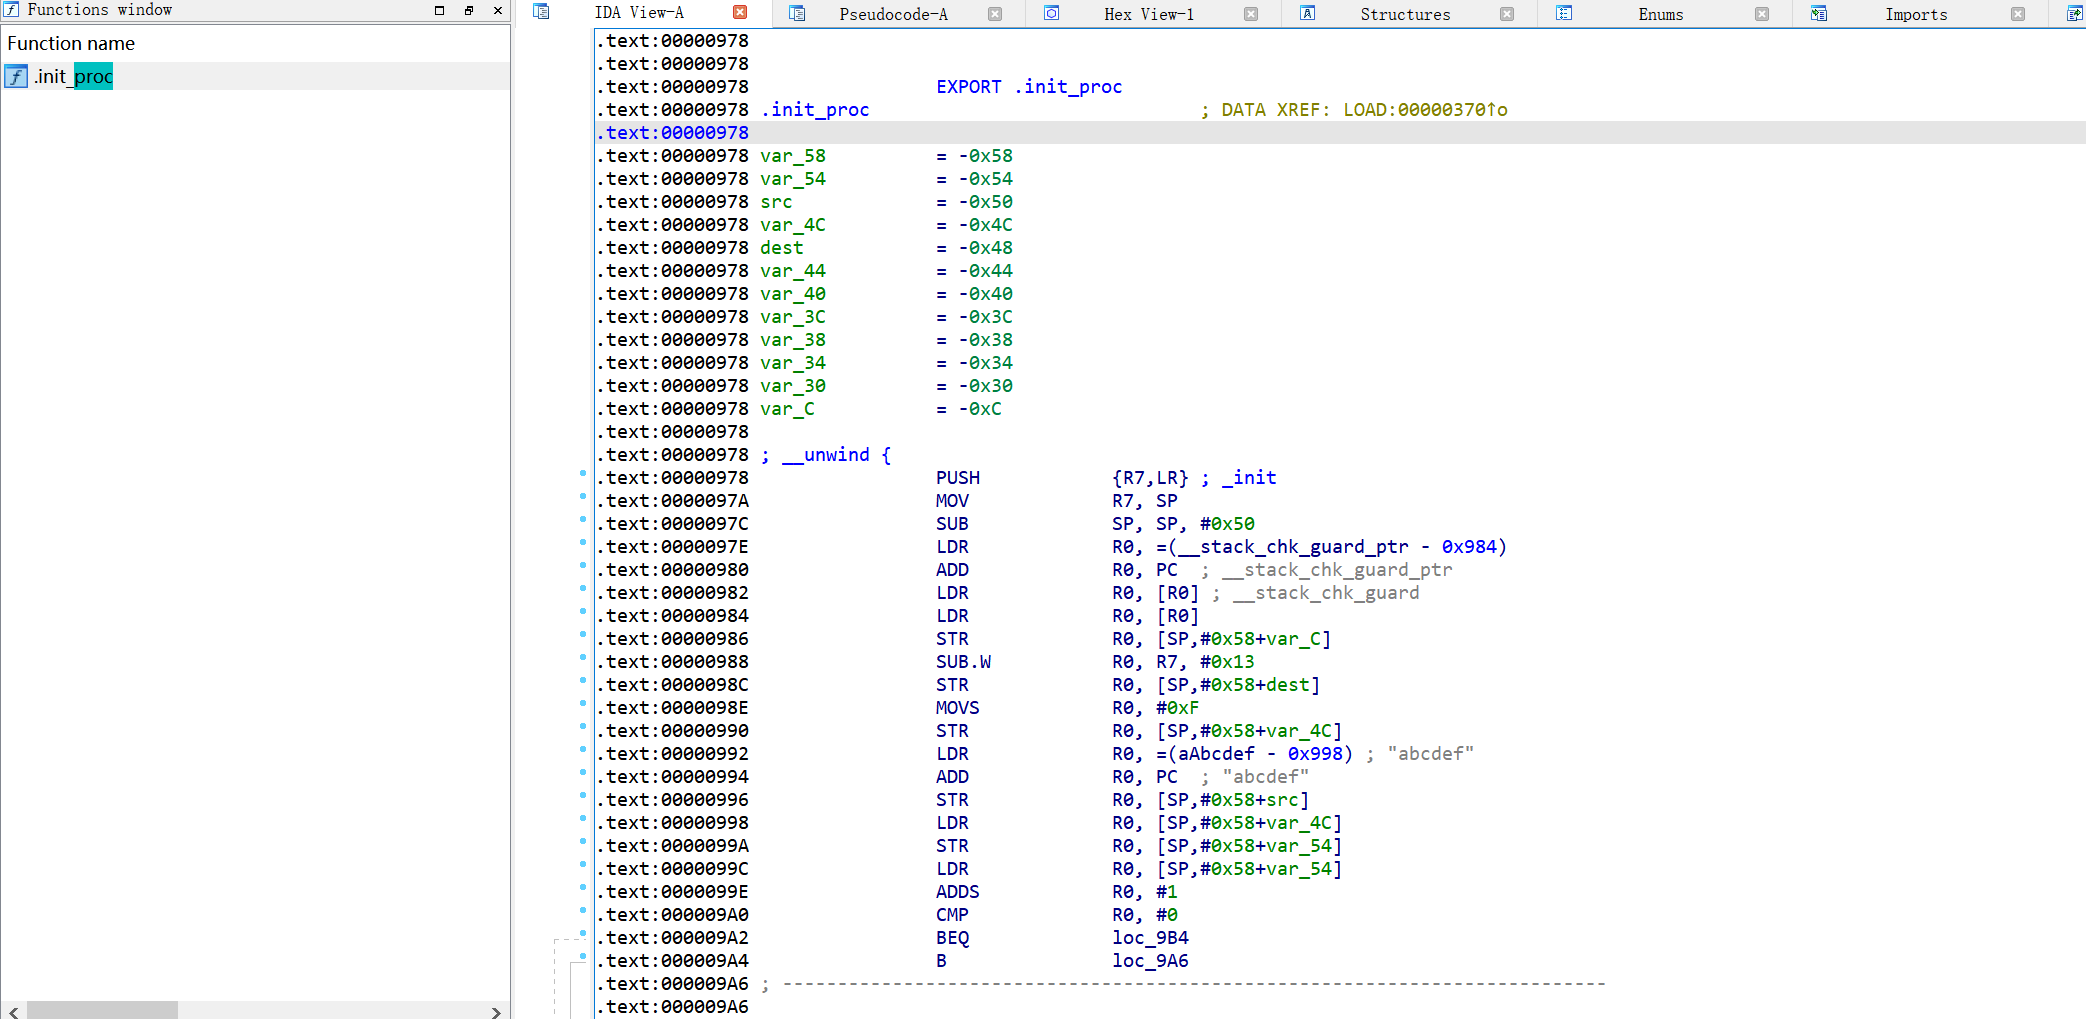 Functions window
IDA View-A
Pseudocode-A
Hex View-1
Structures
Enums
Imports
Function name
.init_proc
.text:00000978
.text:00000978
.text:00000978 EXPORT .init_proc
.text:00000978 .init_proc ; DATA XREF: LOAD:00000370↑o
.text:00000978
.text:00000978 var_58 = -0x58
.text:00000978 var_54 = -0x54
.text:00000978 src = -0x50
.text:00000978 var_4C = -0x4C
.text:00000978 dest = -0x48
.text:00000978 var_44 = -0x44
.text:00000978 var_40 = -0x40
.text:00000978 var_3C = -0x3C
.text:00000978 var_38 = -0x38
.text:00000978 var_34 = -0x34
.text:00000978 var_30 = -0x30
.text:00000978 var_C = -0xC
.text:00000978
.text:00000978 ; __unwind {
.text:00000978 PUSH {R7,LR} ; _init
.text:0000097A MOV R7, SP
.text:0000097C SUB SP, SP, #0x50
.text:0000097E LDR R0, =(__stack_chk_guard_ptr - 0x984)
.text:00000980 ADD R0, PC ; __stack_chk_guard_ptr
.text:00000982 LDR R0, [R0] ; __stack_chk_guard
.text:00000984 LDR R0, [R0]
.text:00000986 STR R0, [SP,#0x58+var_C]
.text:00000988 SUB.W R0, R7, #0x13
.text:0000098C STR R0, [SP,#0x58+dest]
.text:0000098E MOVS R0, #0xF
.text:00000990 STR R0, [SP,#0x58+var_4C]
.text:00000992 LDR R0, =(aAbcdef - 0x998) ; "abcdef"
.text:00000994 ADD R0, PC ; "abcdef"
.text:00000996 STR R0, [SP,#0x58+src]
.text:00000998 LDR R0, [SP,#0x58+var_4C]
.text:0000099A STR R0, [SP,#0x58+var_54]
.text:0000099C LDR R0, [SP,#0x58+var_54]
.text:0000099E ADDS R0, #1
.text:000009A0 CMP R0, #0
.text:000009A2 BEQ loc_9B4
.text:000009A4 B loc_9A6
.text:000009A6 ; ---------------------------------------------------------------------------
.text:000009A6